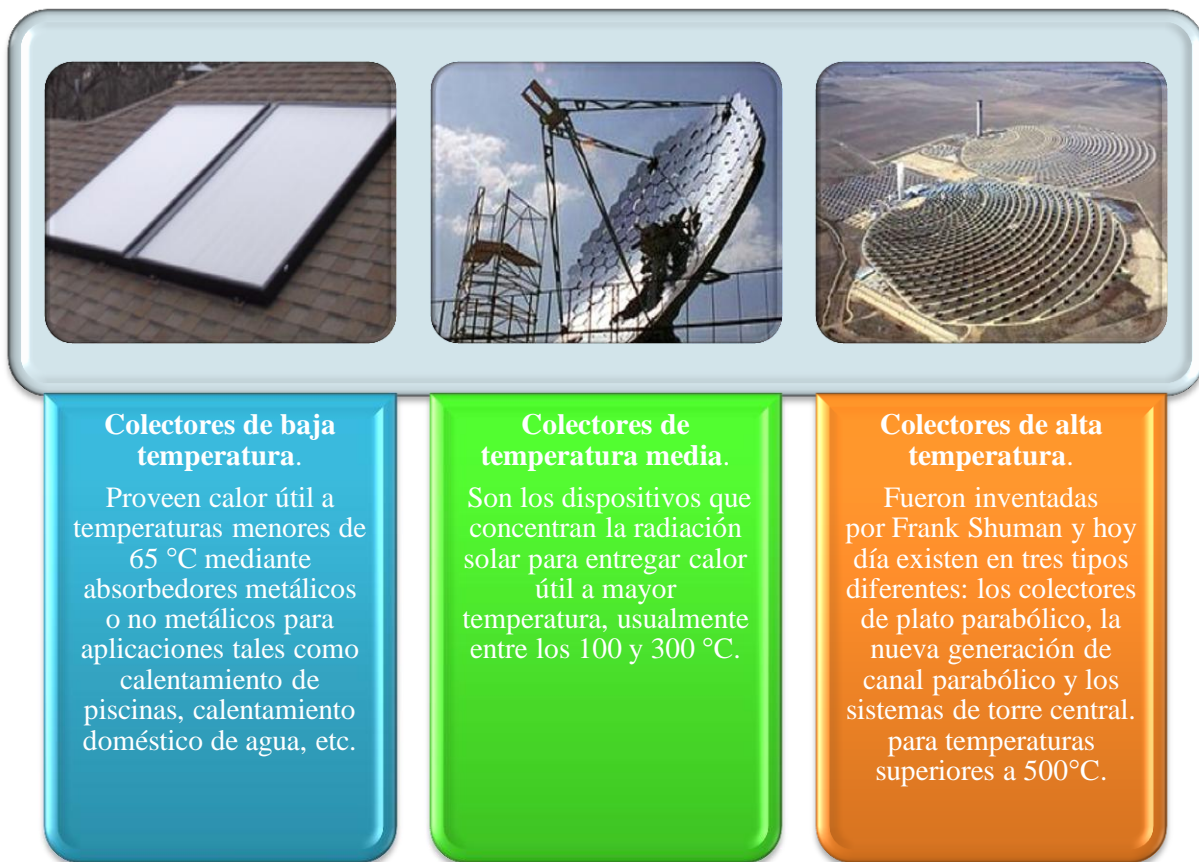 Colectores de baja
temperatura.
Proveen calor útil a
temperaturas menores de
65 °C mediante
absorbedores metálicos
o no metálicos para
aplicaciones tales como
calentamiento de
piscinas, calentamiento
doméstico de agua, etc.
Colectores de
temperatura media.
Son los dispositivos que
concentran la radiación
solar para entregar calor
útil a mayor
temperatura, usualmente
entre los 100 y 300 °C.
Colectores de alta
temperatura.
Fueron inventadas
por Frank Shuman y hoy
día existen en tres tipos
diferentes: los colectores
de plato parabólico, la
nueva generación de
canal parabólico y los
sistemas de torre central.
para temperaturas
superiores a 500°C.